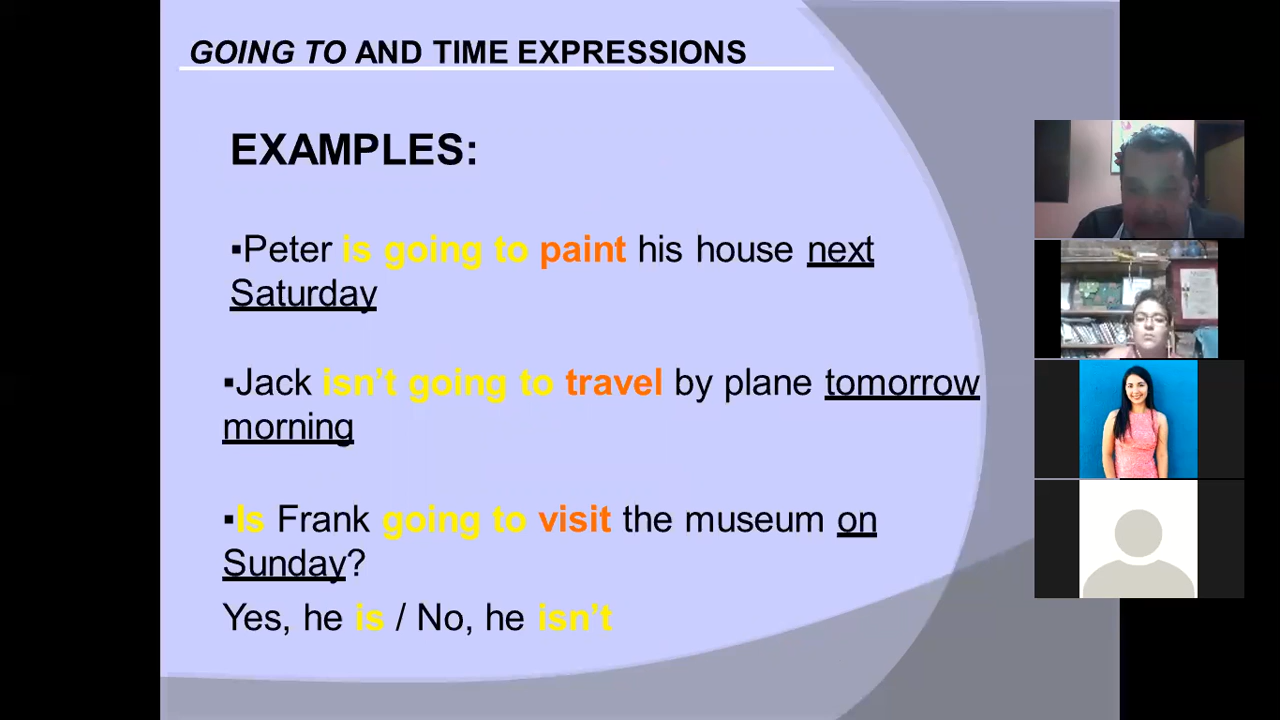 GOING TO AND TIME EXPRESSIONS
EXAMPLES:
▪Peter is going to paint his house next
Saturday
▪Jack isn’t going to travel by plane tomorrow
morning
▪Is Frank going to visit the museum on
Sunday?
Yes, he is / No, he isn’t